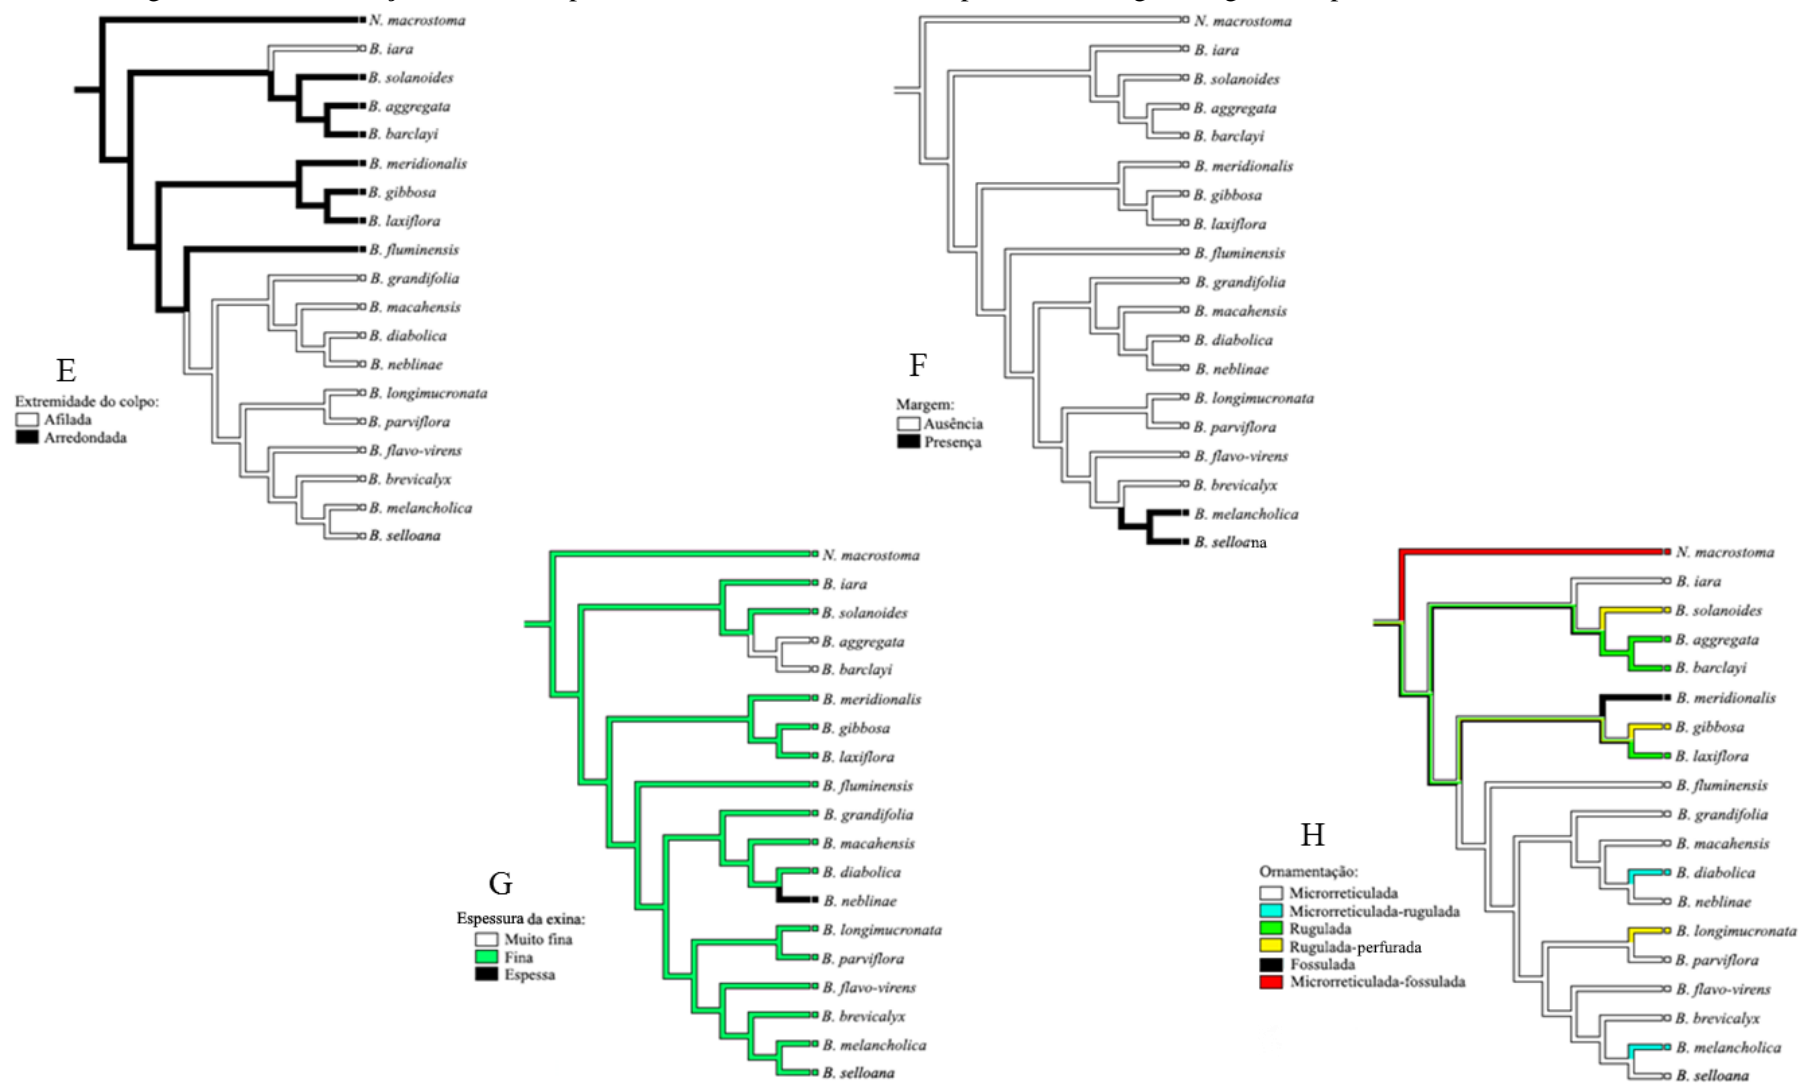 N. macrostoma
B. iara
B. solanoides
B. aggregata
B. barclayi
B. meridionalis
B. gibbosa
B. laxiflora
B. fluminensis
B. grandifolia
B. macahensis
B. diabolica
B. neblinae
B. longimucronata
B. parviflora
B. flavo-virens
B. brevicalyx
B. melancholica
B. selloana
E
Extremidade do colpo:
Afilada
Arredondada
N. macrostoma
B. iara
B. solanoides
B. aggregata
B. barclayi
B. meridionalis
B. gibbosa
B. laxiflora
B. fluminensis
B. grandifolia
B. macahensis
B. diabolica
B. neblinae
B. longimucronata
B. parviflora
B. flavo-virens
B. brevicalyx
B. melancholica
B. selloana
F
Margem:
Ausência
Presença
N. macrostoma
B. iara
B. solanoides
B. aggregata
B. barclayi
B. meridionalis
B. gibbosa
B. laxiflora
B. fluminensis
B. grandifolia
B. macahensis
B. diabolica
B. neblinae
B. longimucronata
B. parviflora
B. flavo-virens
B. brevicalyx
B. melancholica
B. selloana
G
Espessura da exina:
Muito fina
Fina
Espessa
N. macrostoma
B. iara
B. solanoides
B. aggregata
B. barclayi
B. meridionalis
B. gibbosa
B. laxiflora
B. fluminensis
B. grandifolia
B. macahensis
B. diabolica
B. neblinae
B. longimucronata
B. parviflora
B. flavo-virens
B. brevicalyx
B. melancholica
B. selloana
H
Ornamentação:
Microrreticulada
Microrreticulada-rugulada
Rugulada
Rugulada-perfurada
Fossulada
Microrreticulada-fossulada